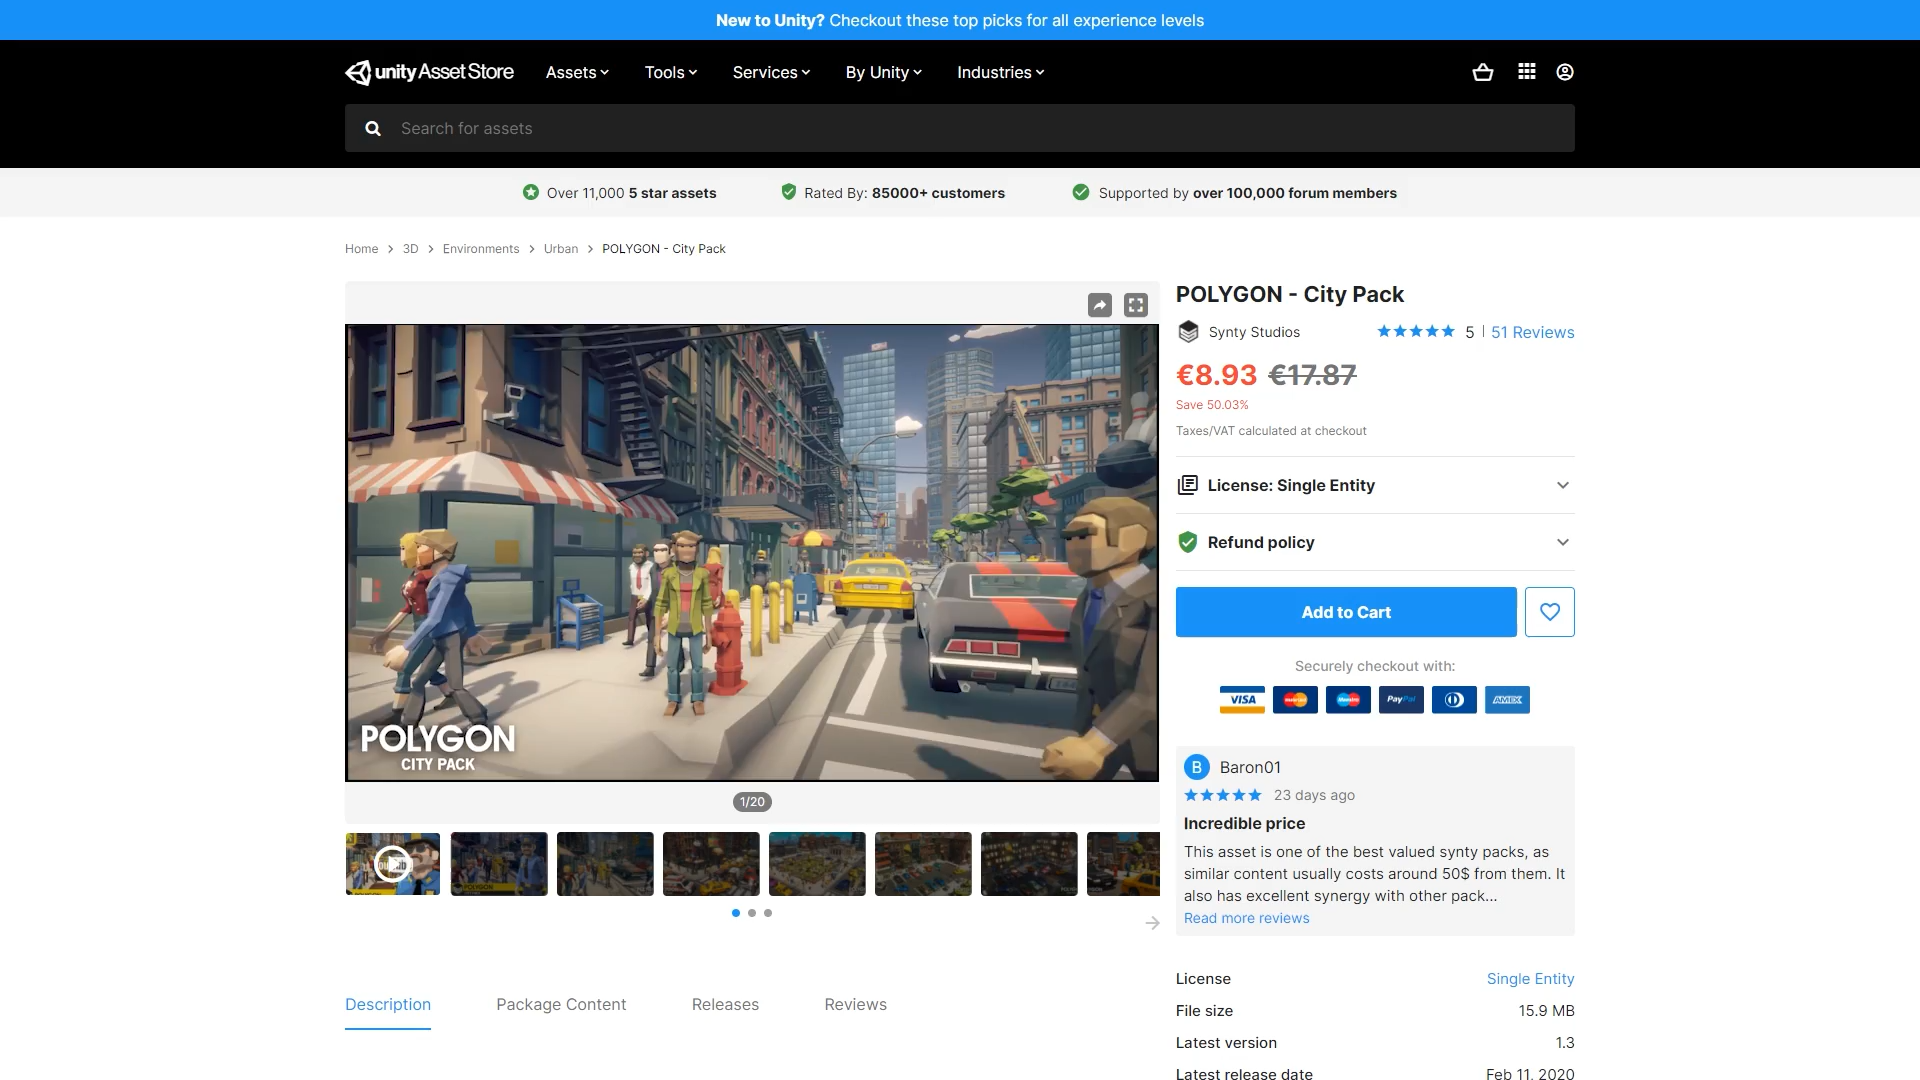 New to Unity? Checkout these top picks for all experience levels
unity Asset Store
Assets
Tools
Services
By Unity
Industries
Search for assets
Over 11,000 5 star assets
Rated By: 85000+ customers
Supported by over 100,000 forum members
Home > 3D > Environments > Urban > POLYGON - City Pack
POLYGON
CITY PACK
1/20
POLYGON - City Pack
Synty Studios
5 | 51 Reviews
€8.93 €17.87
Save 50.03%
Taxes/VAT calculated at checkout
License: Single Entity
Refund policy
Add to Cart
Securely checkout with:
VISA
PayPal
AMEX
B Baron01
23 days ago
Incredible price
This asset is one of the best valued synty packs, as
similar content usually costs around 50$ from them. It
also has excellent synergy with other pack...
Read more reviews
Description
Package Content
Releases
Reviews
License Single Entity
File size 15.9 MB
Latest version 1.3
Latest release date Feb 11, 2020